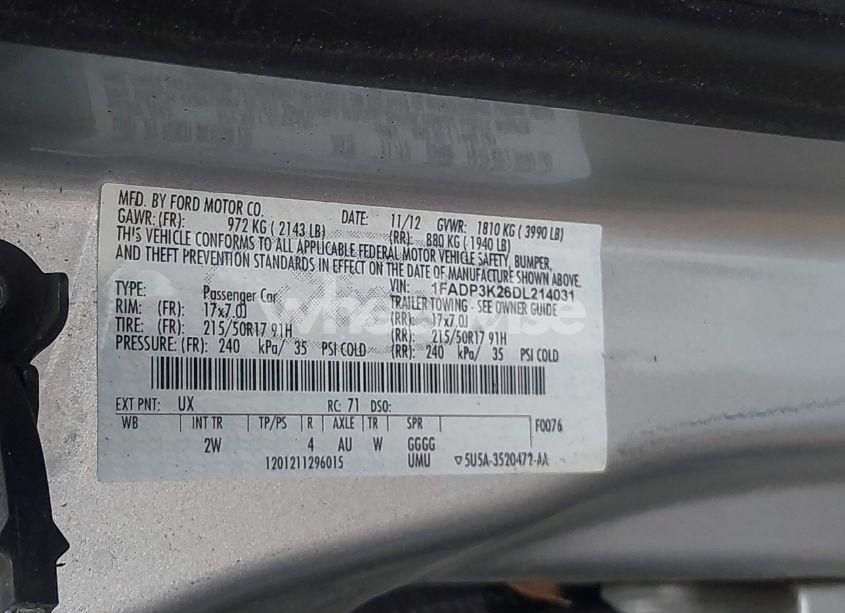 MFD. BY FORD MOTOR CO. DATE: 11/12 GVWR: 1810 KG ( 3990 LB)
GAWR: (FR): 972 KG ( 2143 LB) (RR): 880 KG ( 1940 LB)
THIS VEHICLE CONFORMS TO ALL APPLICABLE FEDERAL MOTOR VEHICLE SAFETY, BUMPER,
AND THEFT PREVENTION STANDARDS IN EFFECT ON THE DATE OF MANUFACTURE SHOWN ABOVE.
VIN: 1FADP3K26DL214031
TYPE: Passenger Car TRAILER TOWING - SEE OWNER GUIDE
RIM: (FR): 17x7.0J (RR): 17x7.0J
TIRE: (FR): 215/50R17 91H (RR): 215/50R17 91H
PRESSURE: (FR): 240 kPa/ 35 PSI COLD (RR): 240 kPa/ 35 PSI COLD
EXT PNT: UX RC: 71 DSO:
WB INT TR TP/PS R AXLE TR SPR F0076
2W 4 AU W GGGG
1201211296015 UMU ▽5U5A-3520472-AA